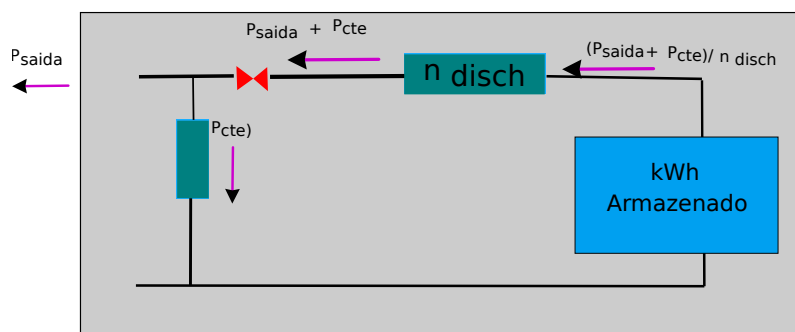 Psaida
Psaida + Pcte
(Psaida+ Pcte)/ n disch
n disch
Pcte)
kWh
Armazenado